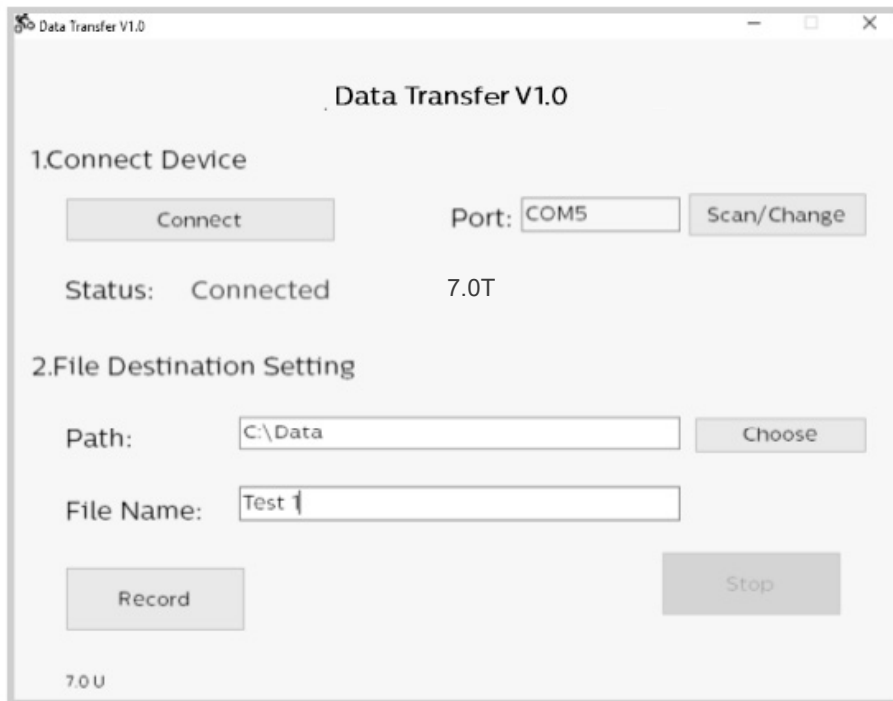 Data Transfer V1.0
Data Transfer V1.0
1.Connect Device
Connect Port: COM5 Scan/Change
Status: Connected 7.0T
2.File Destination Setting
Path: C:\Data Choose
File Name: Test 1
Record Stop
7.0 U